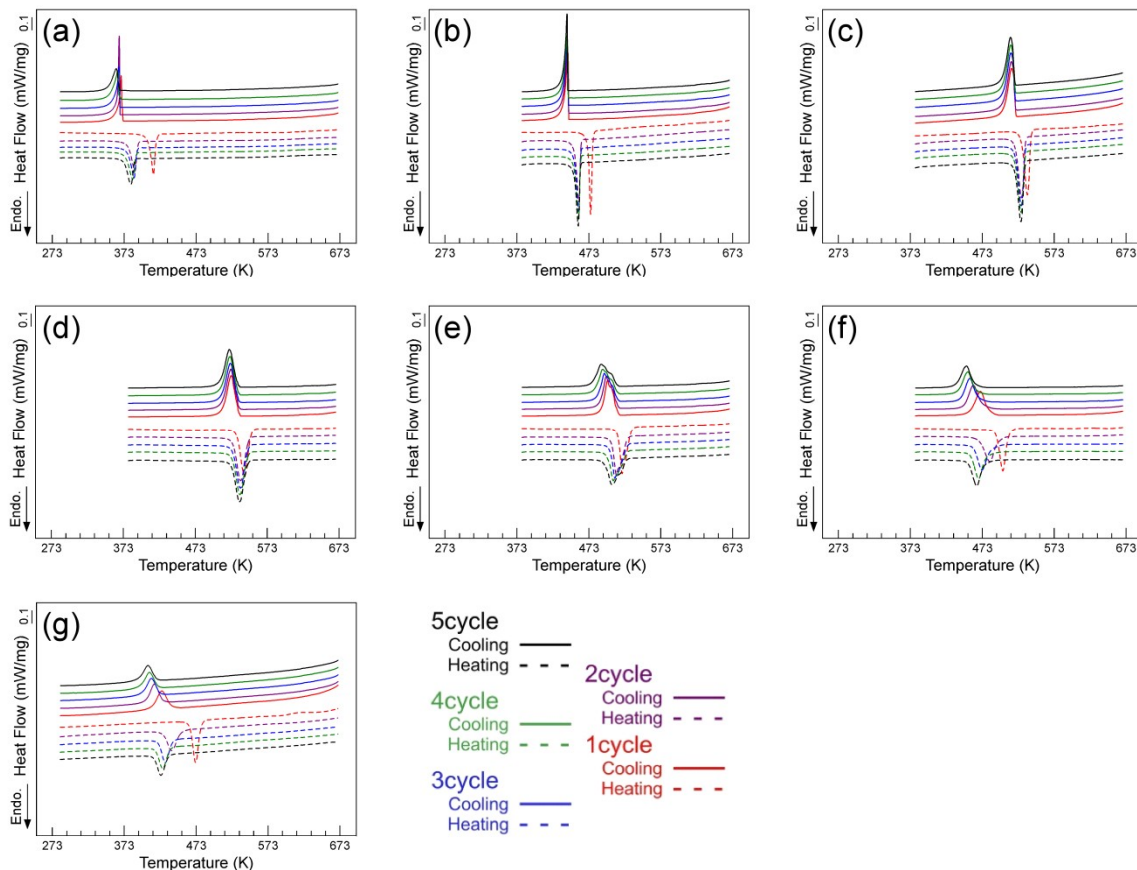 (a)
0.1
Heat Flow (mW/mg)
Endo.
273 373 473 573 673
Temperature (K)
(b)
0.1
Heat Flow (mW/mg)
Endo.
273 373 473 573 673
Temperature (K)
(c)
0.1
Heat Flow (mW/mg)
Endo.
273 373 473 573 673
Temperature (K)
(d)
0.1
Heat Flow (mW/mg)
Endo.
273 373 473 573 673
Temperature (K)
(e)
0.1
Heat Flow (mW/mg)
Endo.
273 373 473 573 673
Temperature (K)
(f)
0.1
Heat Flow (mW/mg)
Endo.
273 373 473 573 673
Temperature (K)
(g)
0.1
Heat Flow (mW/mg)
Endo.
273 373 473 573 673
Temperature (K)
5cycle
Cooling
Heating
4cycle
Cooling
Heating
3cycle
Cooling
Heating
2cycle
Cooling
Heating
1cycle
Cooling
Heating